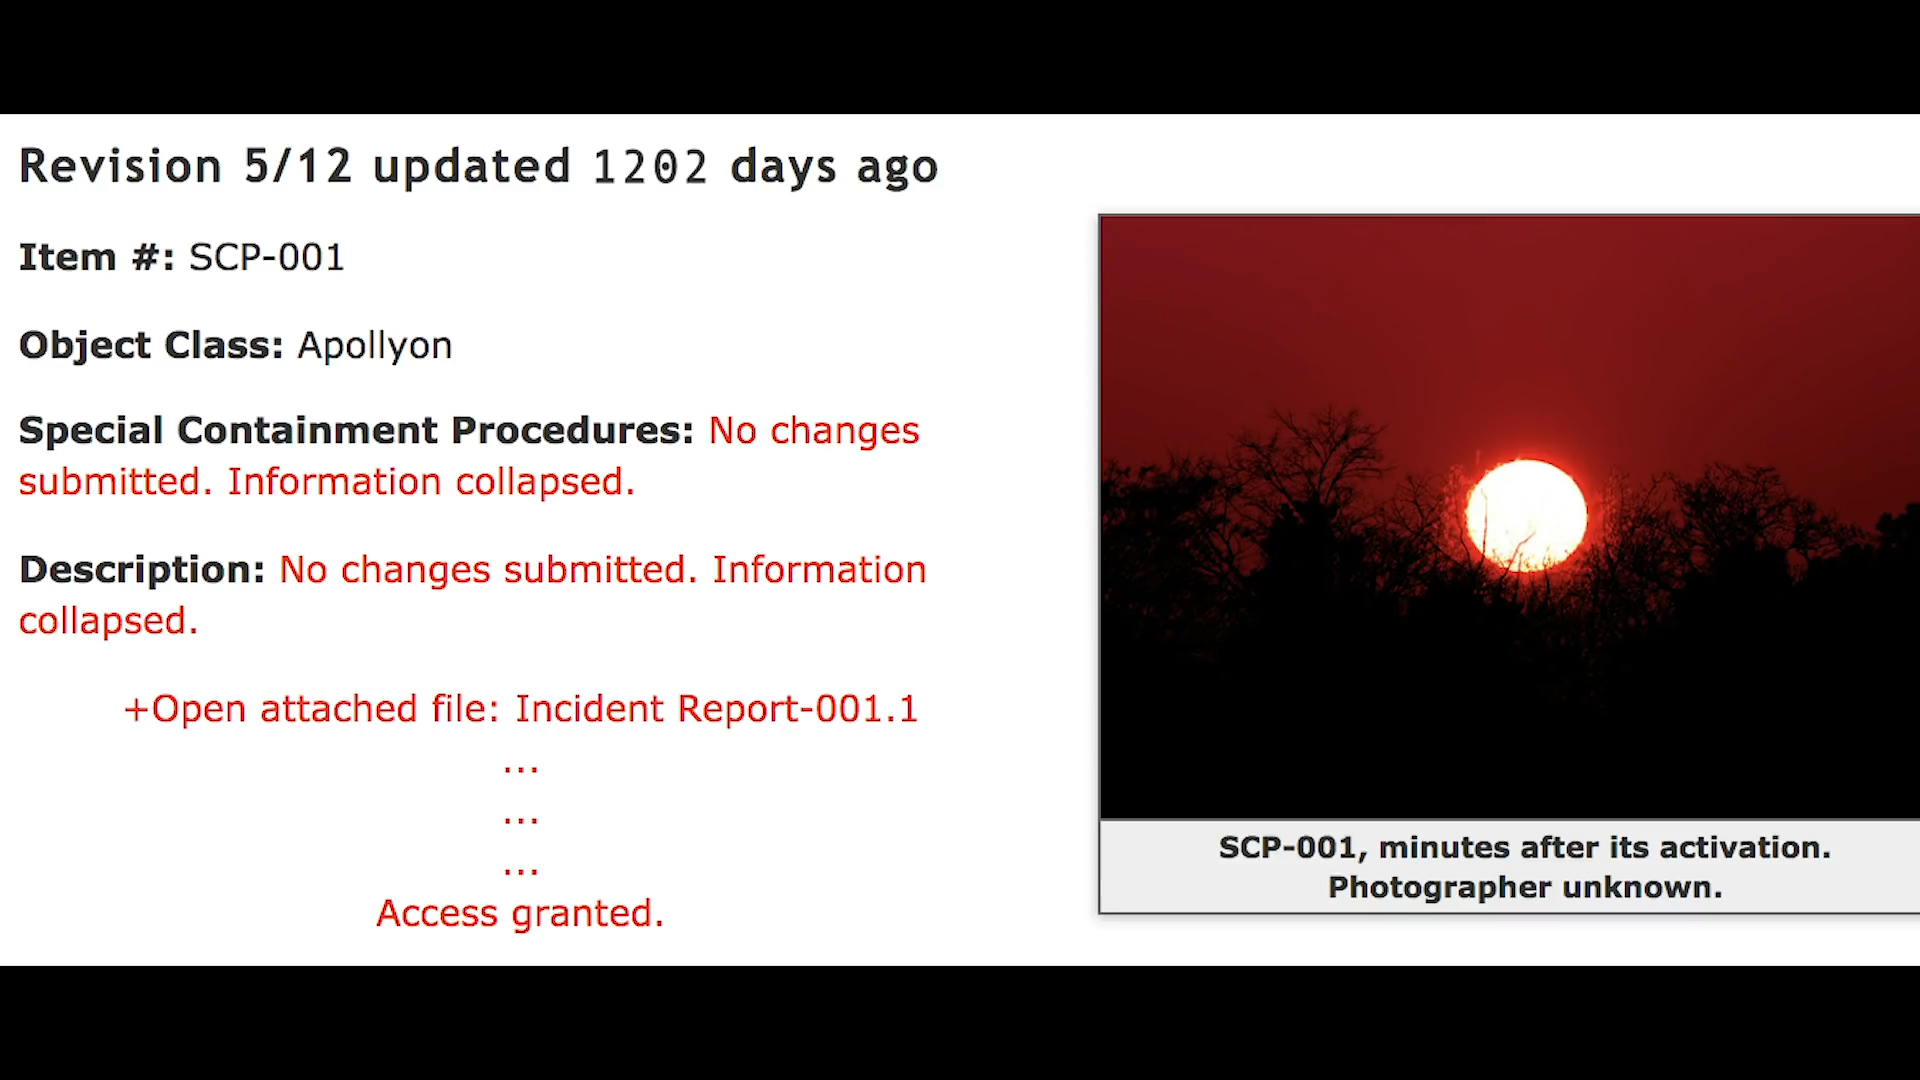 Revision 5/12 updated 1202 days ago
Item #: SCP-001
Object Class: Apollyon
Special Containment Procedures: No changes
submitted. Information collapsed.
Description: No changes submitted. Information
collapsed.
+Open attached file: Incident Report-001.1
...
...
...
Access granted.
SCP-001, minutes after its activation.
Photographer unknown.